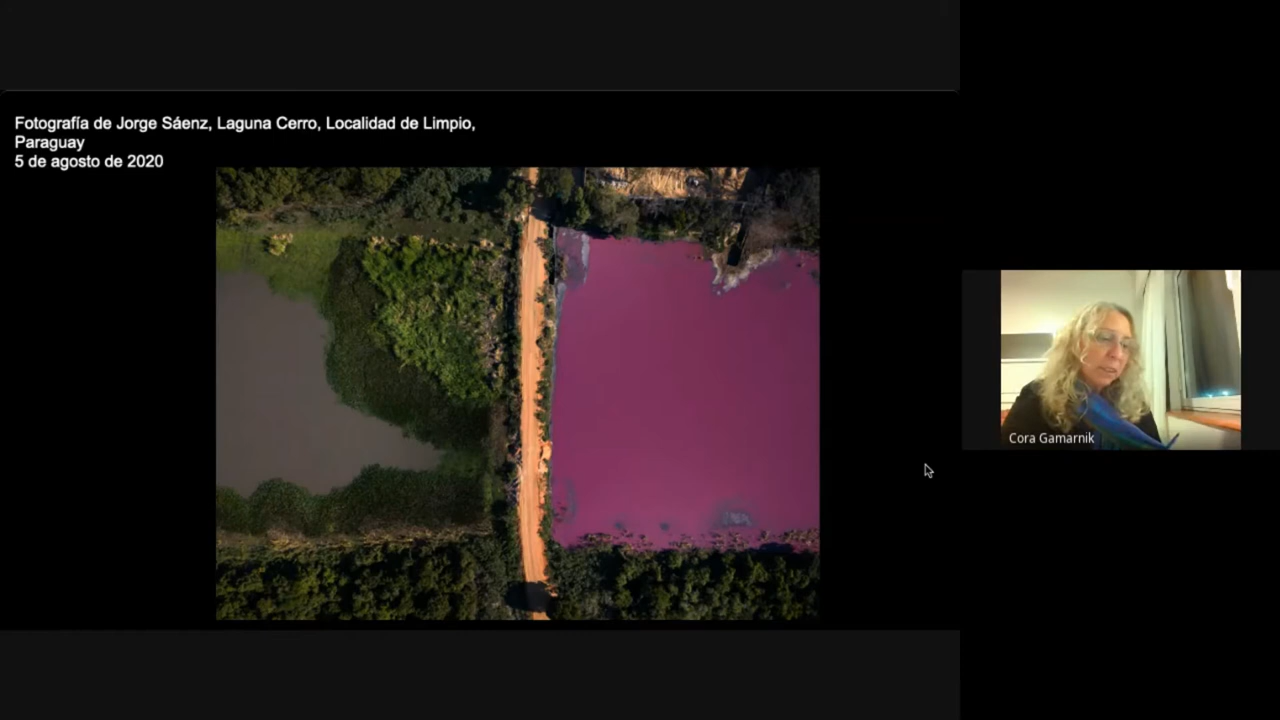 Fotografía de Jorge Sáenz, Laguna Cerro, Localidad de Limpio,
Paraguay
5 de agosto de 2020
Cora Gamarnik